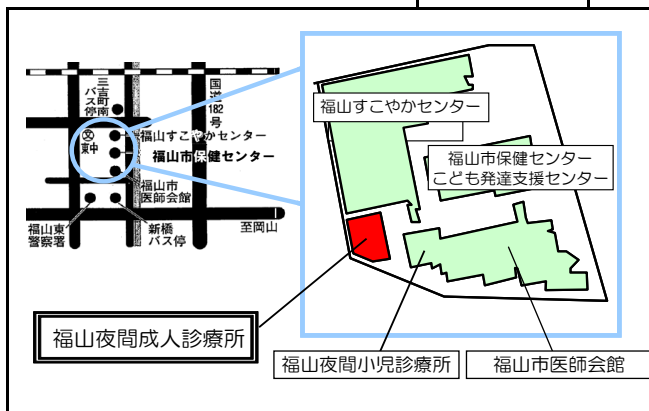 三吉町南
バス停
国道182号
福山すこやかセンター
東中
福山市保健センター
福山市
医師会館
福山東
警察署
新橋
バス停
至岡山
福山すこやかセンター
福山市保健センター
こども発達支援センター
福山夜間成人診療所
福山夜間小児診療所
福山市医師会館